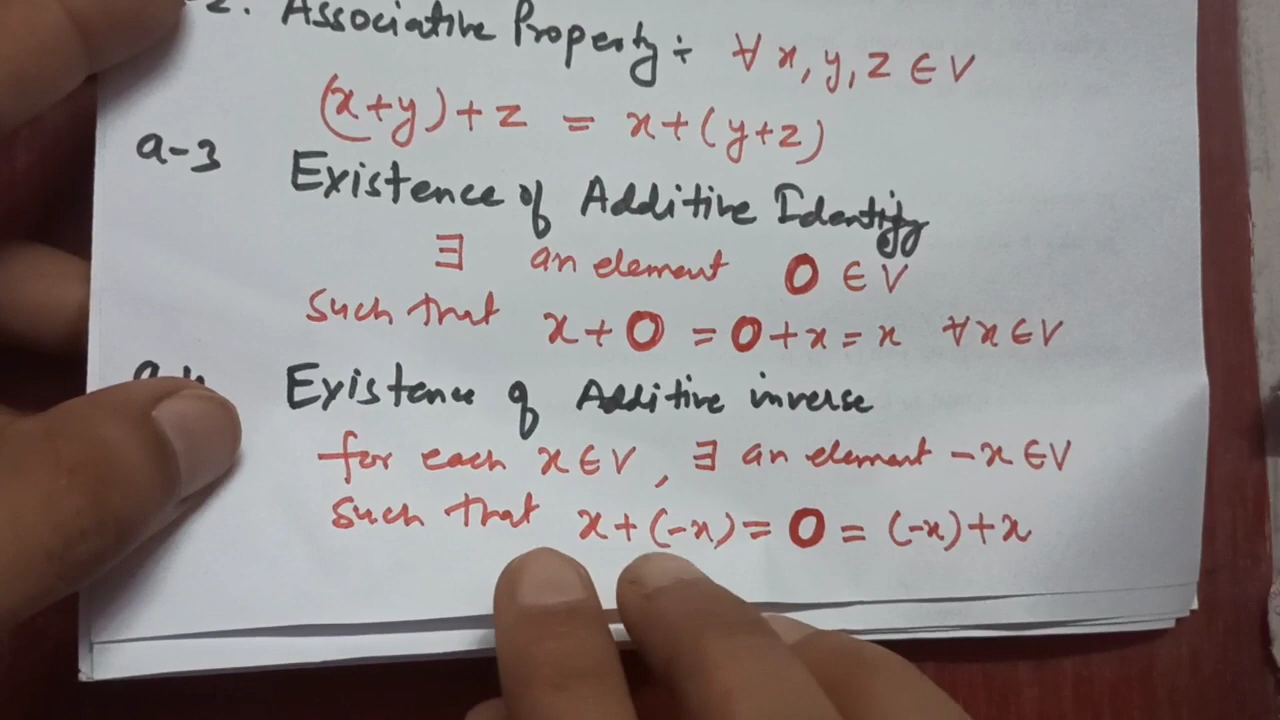 2. Associative Property ÷ ∀ x, y, z ∈ V
(x+y)+z = x+(y+z)
a-3 Existence of Additive Identity
∃ an element 0 ∈ V
such that x+0 = 0+x = x ∀x∈V
Existence of Additive inverse
for each x∈V, ∃ an element -x∈V
such that x+(-x)= 0 = (-x)+x